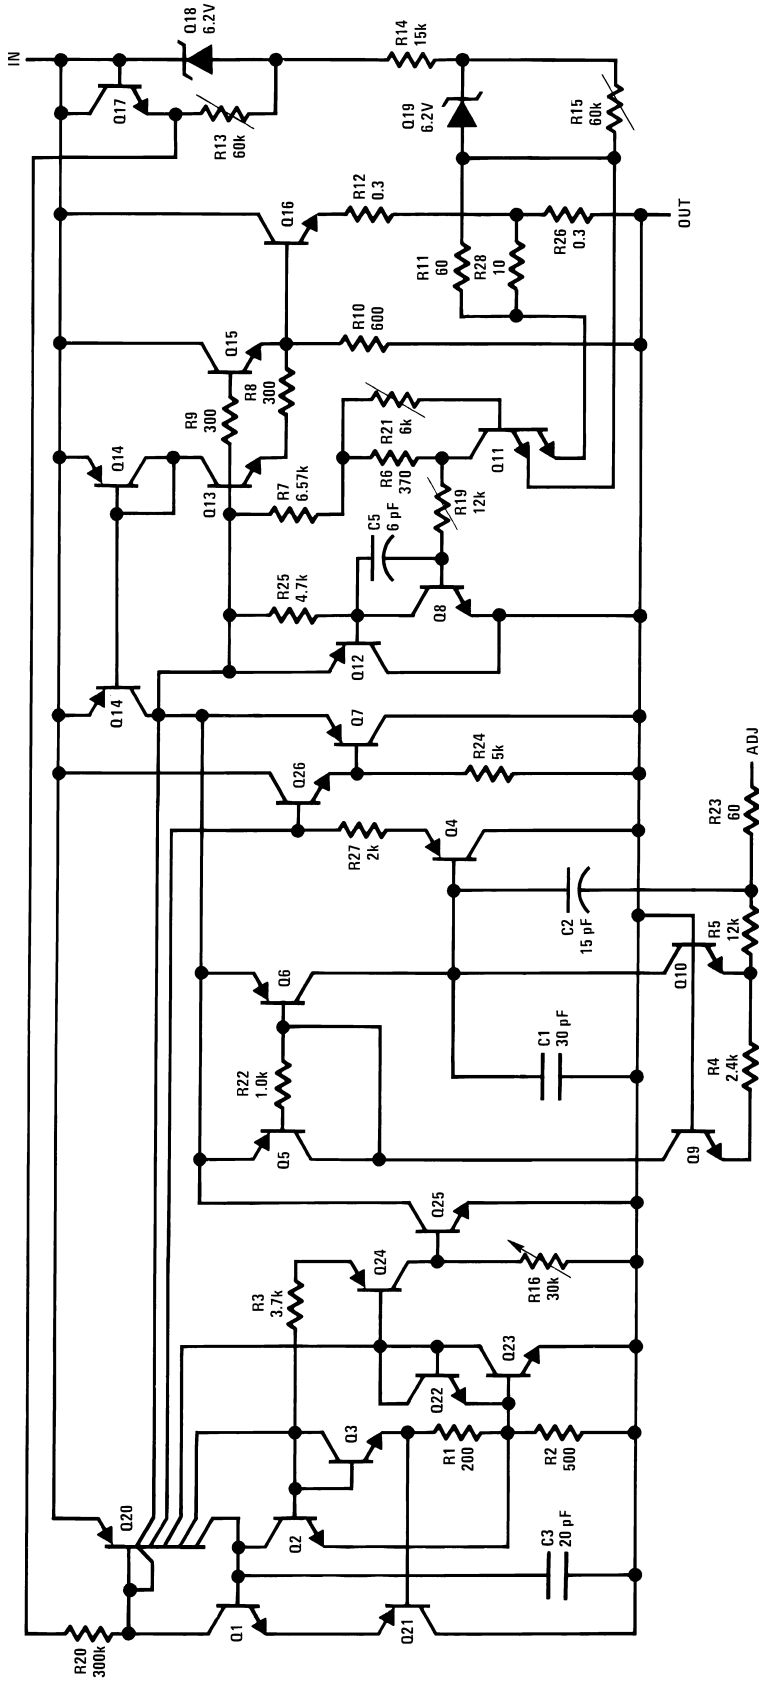 IN
Q18
6.2V
Q17
R13
60k
R14
15k
Q19
6.2V
R15
60k
Q16
R12
0.3
R11
60
R28
10
R26
0.3
OUT
Q15
R10
600
R9
300
R8
300
Q14
Q13
R7
6.57k
R21
6k
R6
370
Q11
R19
12k
C5
6 pF
R25
4.7k
Q8
Q12
Q14
Q7
Q26
R24
5k
R27
2k
Q4
ADJ
R23
60
C2
15 pF
R5
12k
Q6
Q10
C1
30 pF
R22
1.0k
R4
2.4k
Q5
Q9
Q25
Q24
R16
30k
R3
3.7k
Q23
Q22
Q3
R1
200
R2
500
Q20
Q2
C3
20 pF
Q1
Q21
R20
300k